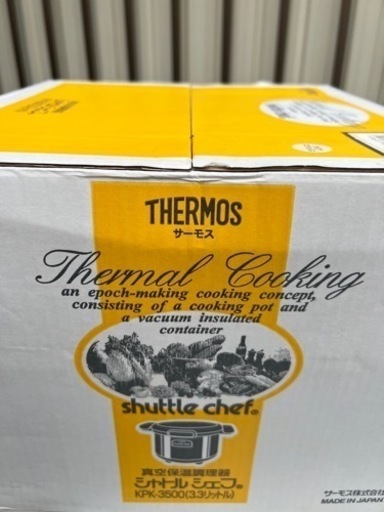 THERMOS
サーモス
Thermal Cooking
an epoch-making cooking concept,
consisting of a cooking pot and
a vacuum insulated
container
shuttle chef®
真空保温調理器
シャトルシェフ®
KPK-3500(3.3リットル)
サーモス株式会
MADE IN JAPAN